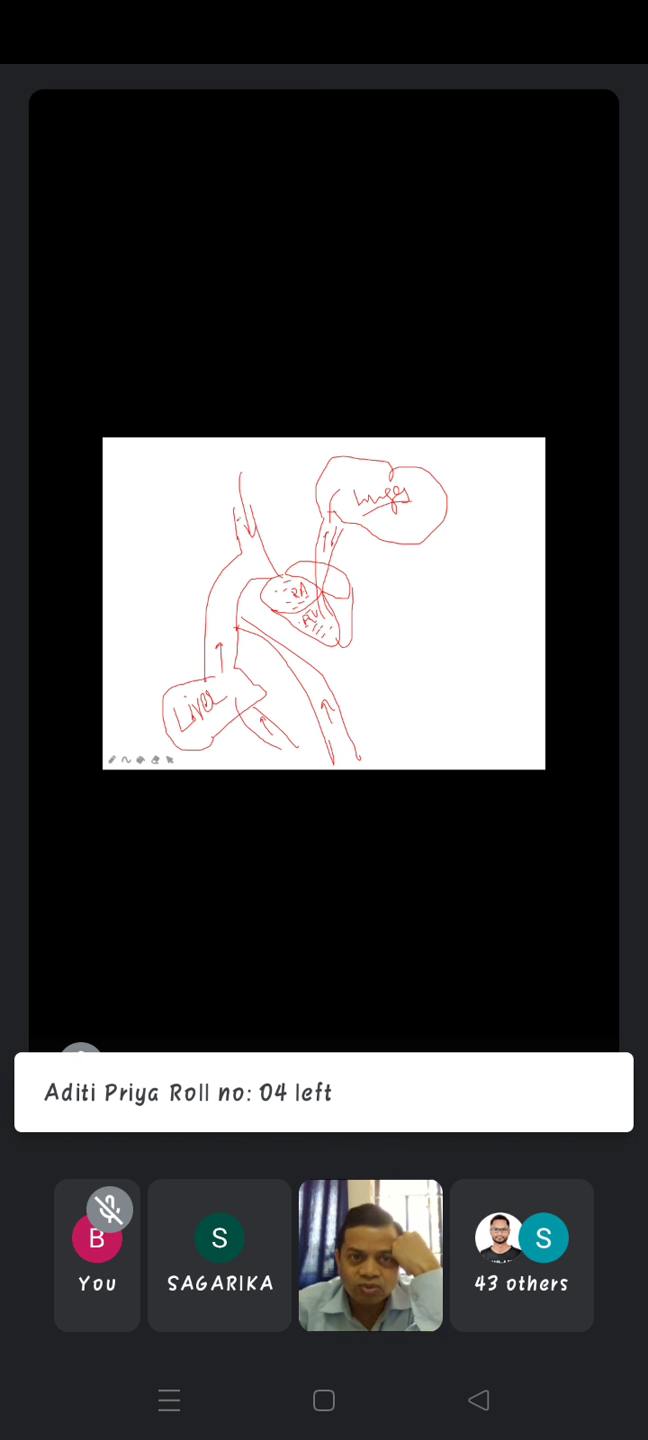 Lungs
RA
RV
Liver
Aditi Priya Roll no: 04 left
B
You
S
SAGARIKA
S
43 others